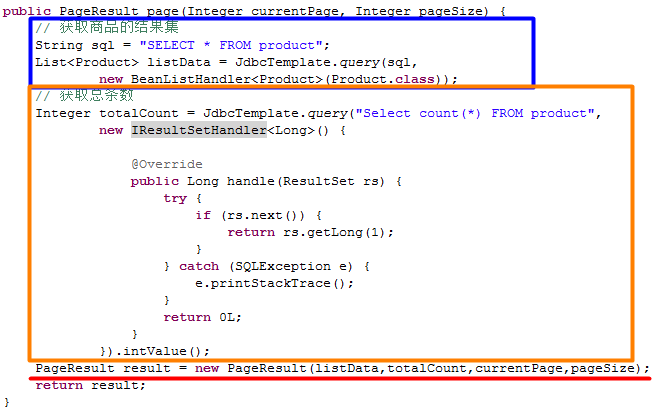 public PageResult page(Integer currentPage, Integer pageSize) {
// 获取商品的结果集
String sql = "SELECT * FROM product";
List<Product> listData = JdbcTemplate.query(sql,
new BeanListHandler<Product>(Product.class));
// 获取总条数
Integer totalCount = JdbcTemplate.query("Select count(*) FROM product",
new IResultSetHandler<Long>() {
@Override
public Long handle(ResultSet rs) {
try {
if (rs.next()) {
return rs.getLong(1);
}
} catch (SQLException e) {
e.printStackTrace();
}
return 0L;
}
}).intValue();
PageResult result = new PageResult(listData,totalCount,currentPage,pageSize);
return result;
}